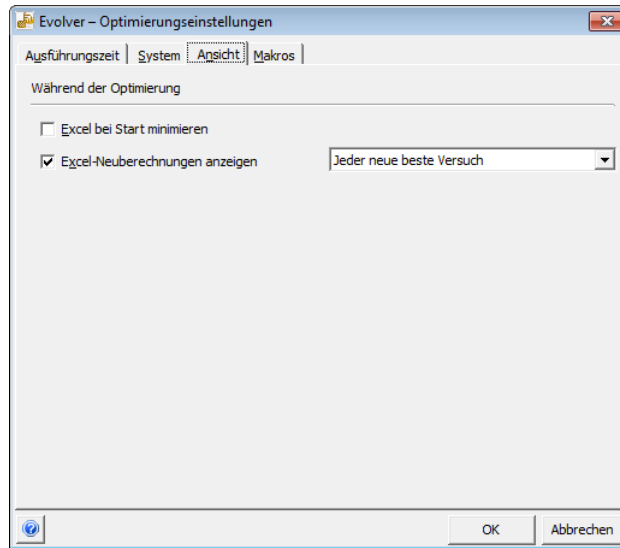 Evolver – Optimierungseinstellungen
Ausführungszeit System Ansicht Makros
Während der Optimierung
Excel bei Start minimieren
Excel-Neuberechnungen anzeigen Jeder neue beste Versuch
OK Abbrechen